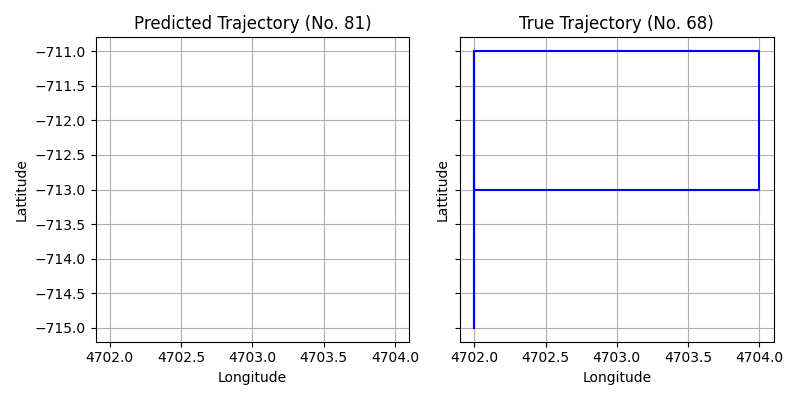 Predicted Trajectory (No. 81)
True Trajectory (No. 68)
−711.0
−711.5
−712.0
−712.5
−713.0
−713.5
−714.0
−714.5
−715.0
Lattitude
Lattitude
4702.0 4702.5 4703.0 4703.5 4704.0
4702.0 4702.5 4703.0 4703.5 4704.0
Longitude
Longitude